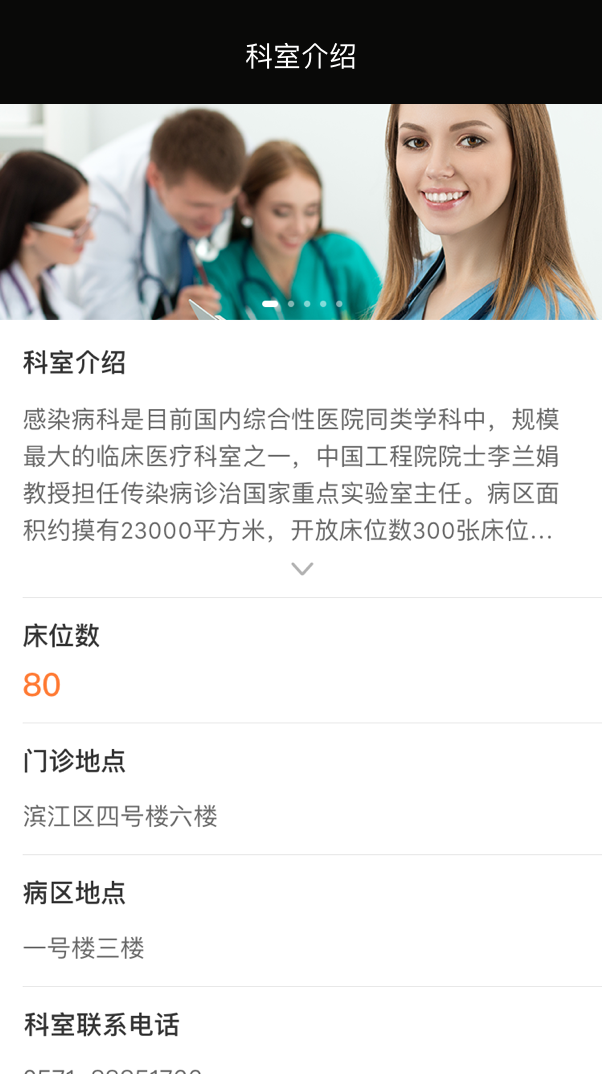 科室介绍
科室介绍
感染病科是目前国内综合性医院同类学科中，规模
最大的临床医疗科室之一，中国工程院院士李兰娟
教授担任传染病诊治国家重点实验室主任。病区面
积约摸有23000平方米，开放床位数300张床位...
床位数
80
门诊地点
滨江区四号楼六楼
病区地点
一号楼三楼
科室联系电话